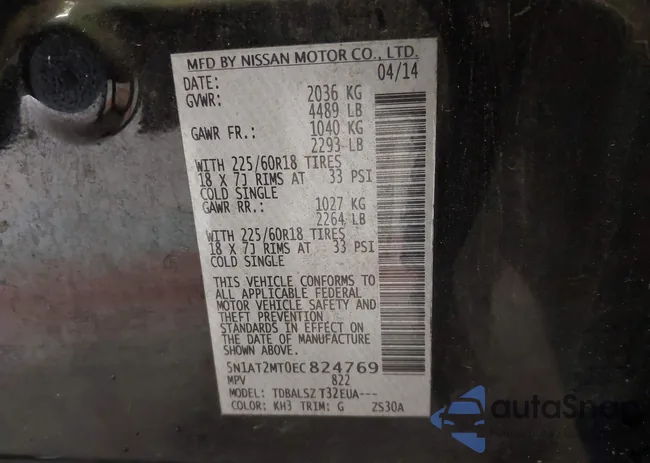 MFD BY NISSAN MOTOR CO., LTD.
DATE: 04/14
GVWR: 2036 KG
4489 LB
GAWR FR.: 1040 KG
2293 LB
WITH 225/60R18 TIRES
18 X 7J RIMS AT 33 PSI
COLD SINGLE
GAWR RR.: 1027 KG
2264 LB
WITH 225/60R18 TIRES
18 X 7J RIMS AT 33 PSI
COLD SINGLE
THIS VEHICLE CONFORMS TO
ALL APPLICABLE FEDERAL
MOTOR VEHICLE SAFETY AND
THEFT PREVENTION
STANDARDS IN EFFECT ON
THE DATE OF MANUFACTURE
SHOWN ABOVE.
5N1AT2MT0EC824769
MPV 822
MODEL: TDBALSZ T32EUA---
COLOR: KH3 TRIM: G ZS30A
autoSnap